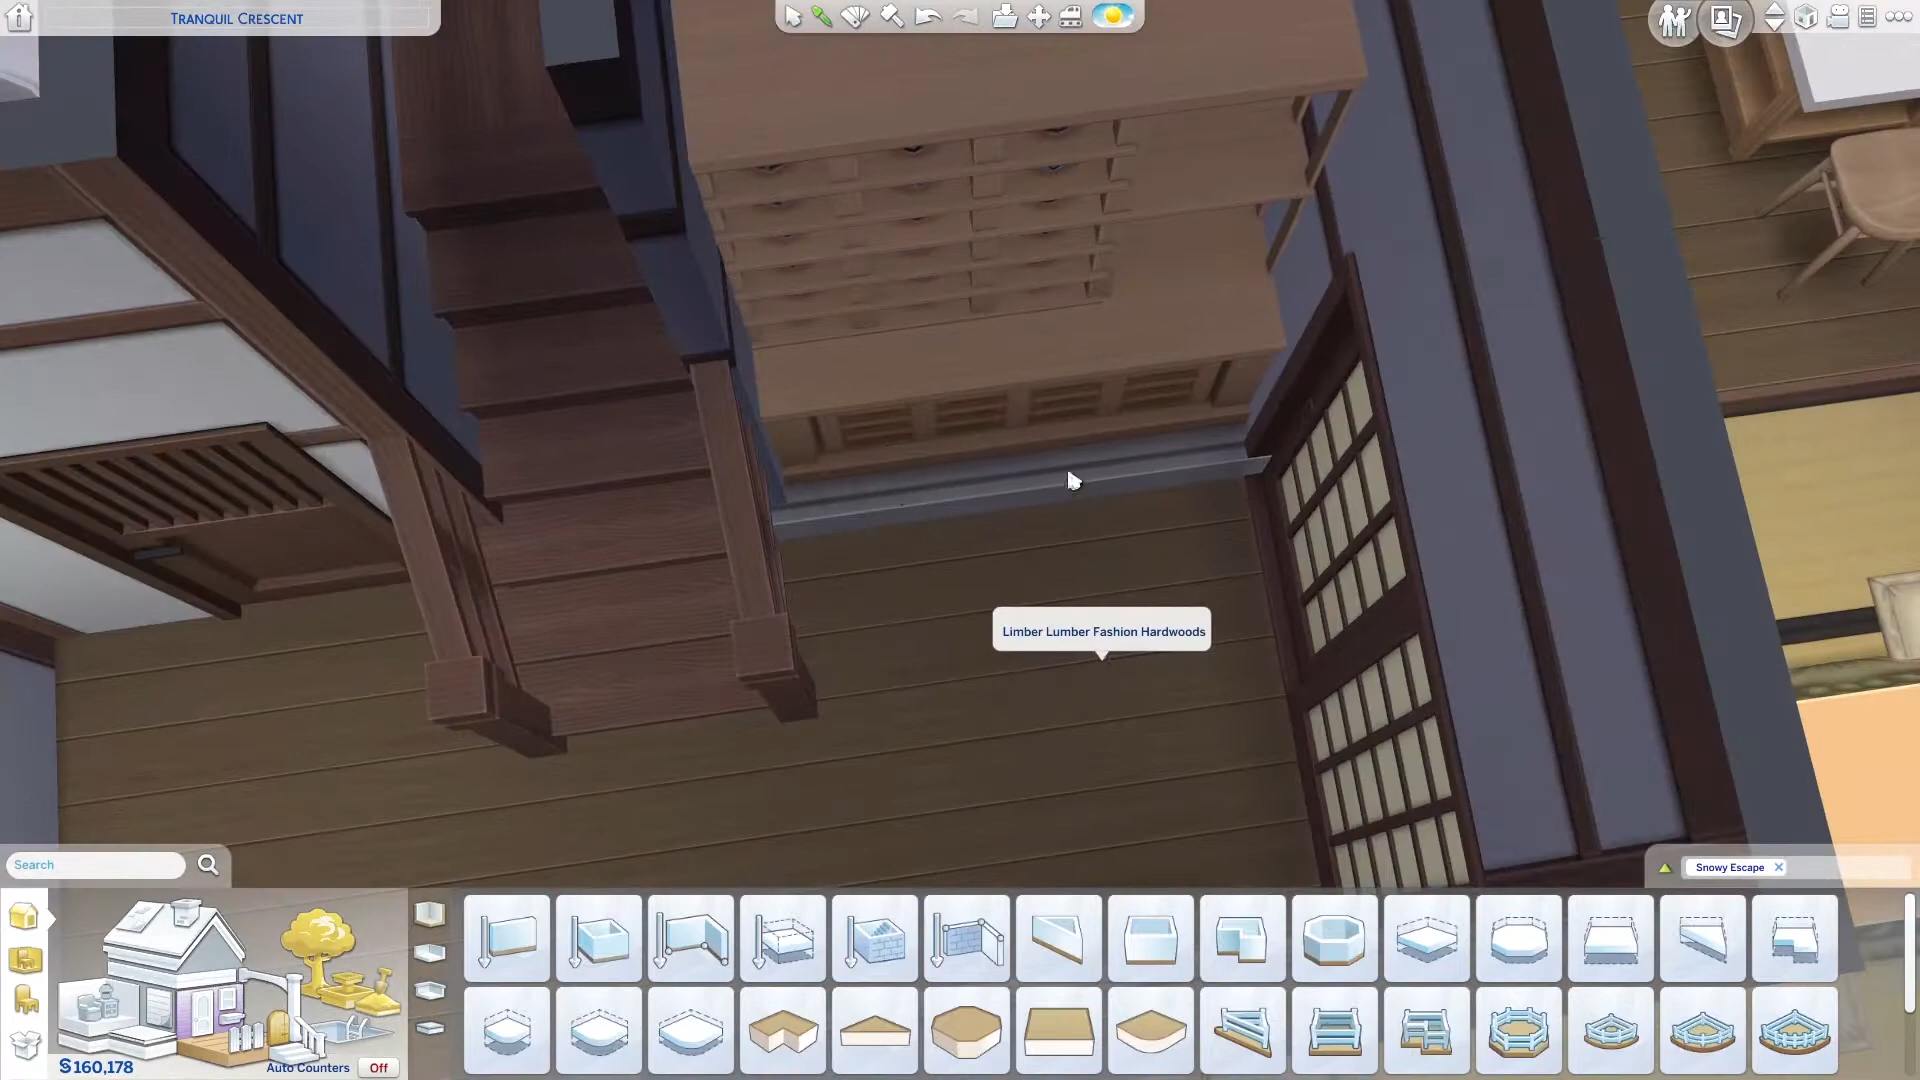 TRANQUIL CRESCENT
Limber Lumber Fashion Hardwoods
Search
Snowy Escape
§160,178
Auto Counters
Off